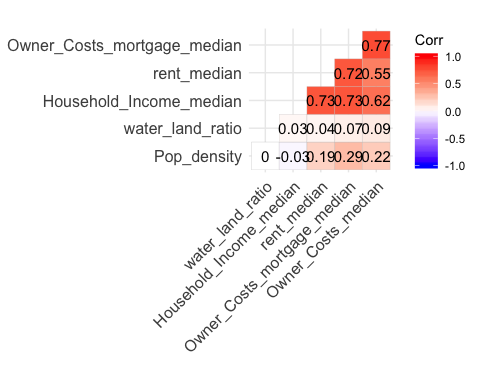 Corr
Owner_Costs_mortgage_median 0.77
rent_median 0.72 0.55
Household_Income_median 0.73 0.73 0.62
water_land_ratio 0.03 0.04 0.07 0.09
Pop_density 0 -0.03 0.19 0.29 0.22
1.0
0.5
0.0
-0.5
-1.0
water_land_ratio
Household_Income_median
rent_median
Owner_Costs_mortgage_median
Owner_Costs_median